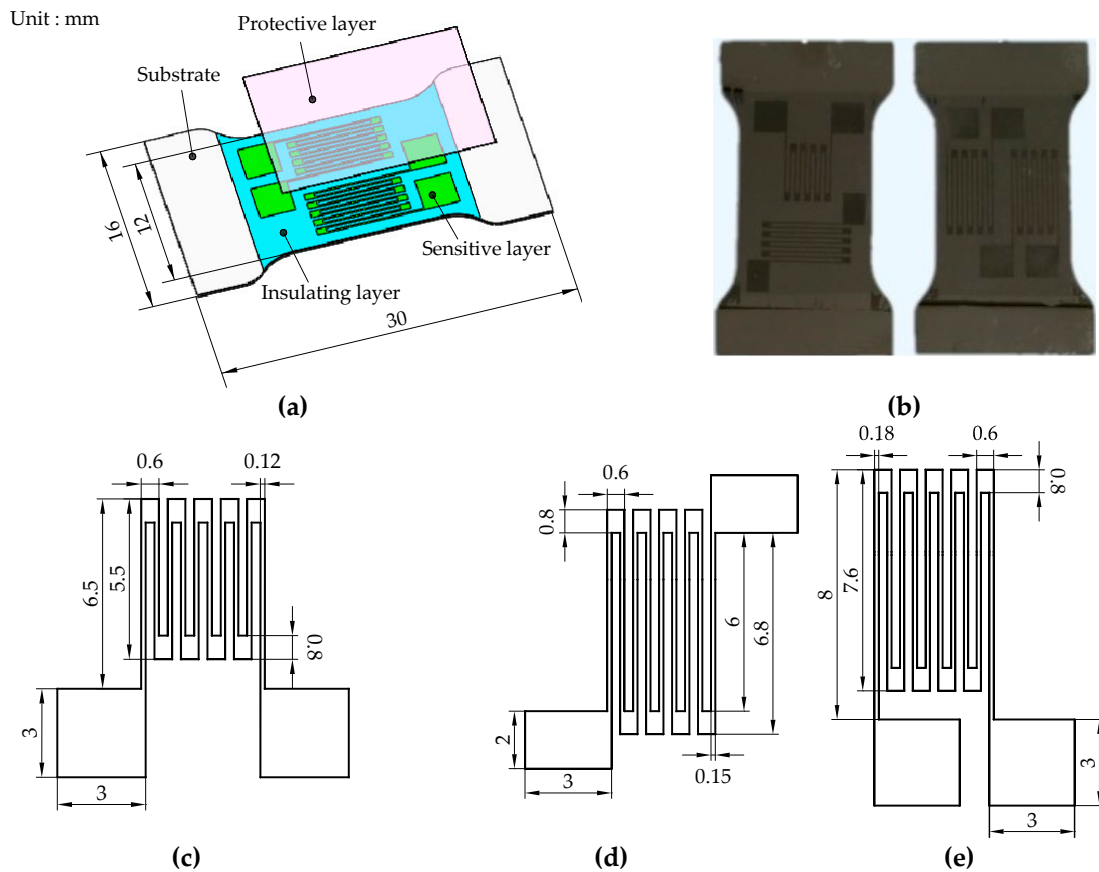 Unit : mm
Protective layer
Substrate
16
12
Sensitive layer
Insulating layer
30
(a)
(b)
0.6
0.12
6.5
5.5
0.8
3
3
(c)
0.6
0.8
6
6.8
2
3
0.15
(d)
0.18
0.6
0.8
8
7.6
3
3
(e)